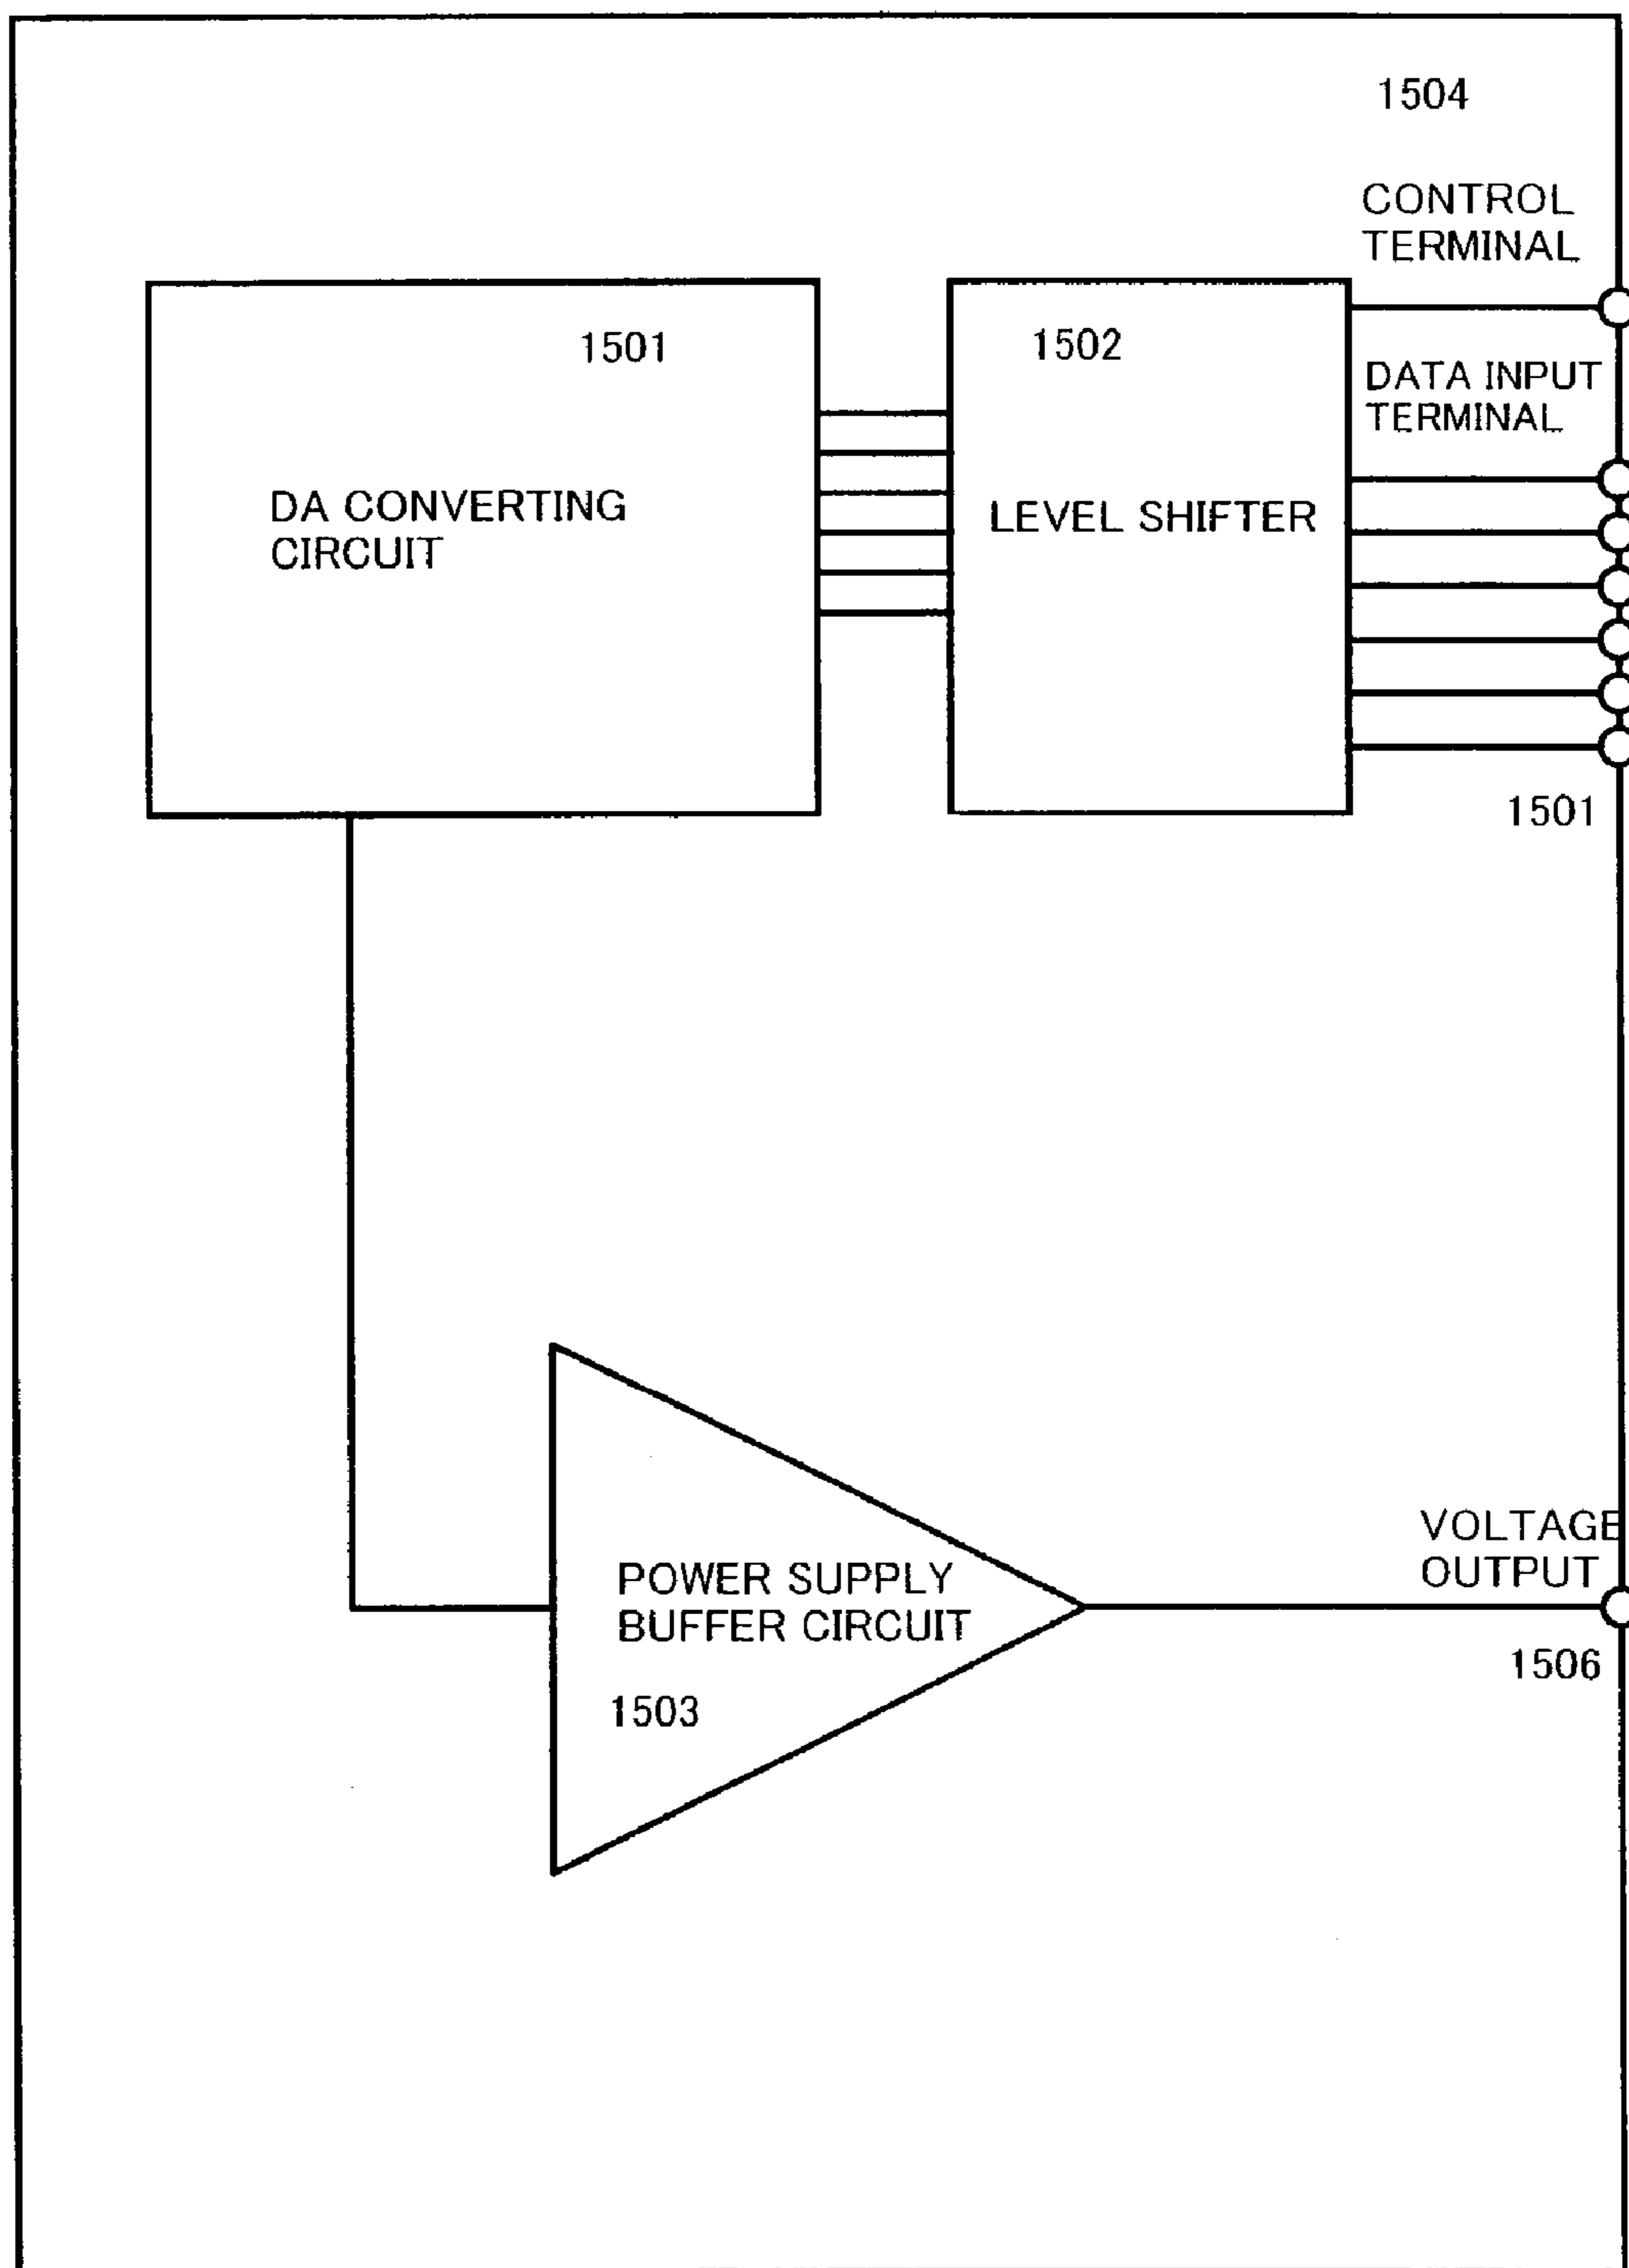 1504
CONTROL
TERMINAL
1501
1502
DATA INPUT
TERMINAL
DA CONVERTING
CIRCUIT
LEVEL SHIFTER
1501
VOLTAGE
OUTPUT
POWER SUPPLY
BUFFER CIRCUIT
1506
1503